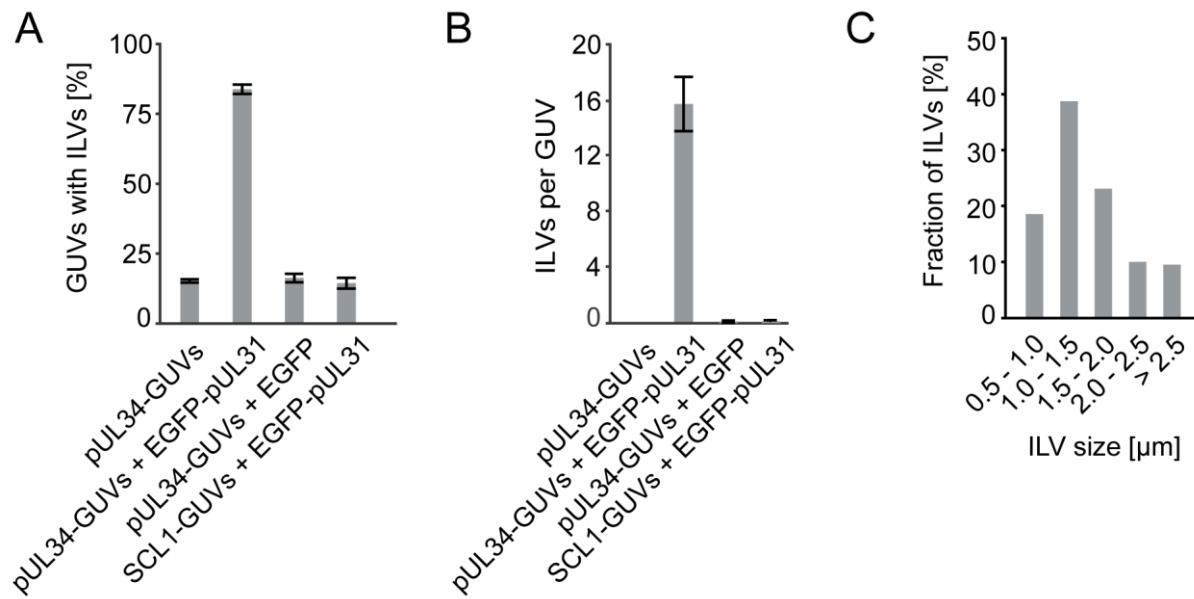 A
GUVs with ILVs [%]
100
75
50
25
0
pUL34-GUVs
pUL34-GUVs + EGFP-pUL31
pUL34-GUVs + EGFP
SCL1-GUVs + EGFP-pUL31
B
ILVs per GUV
20
16
12
8
4
0
pUL34-GUVs
pUL34-GUVs + EGFP-pUL31
pUL34-GUVs + EGFP
SCL1-GUVs + EGFP-pUL31
C
Fraction of ILVs [%]
50
40
30
20
10
0
0.5 - 1.0
1.0 - 1.5
1.5 - 2.0
2.0 - 2.5
> 2.5
ILV size [µm]